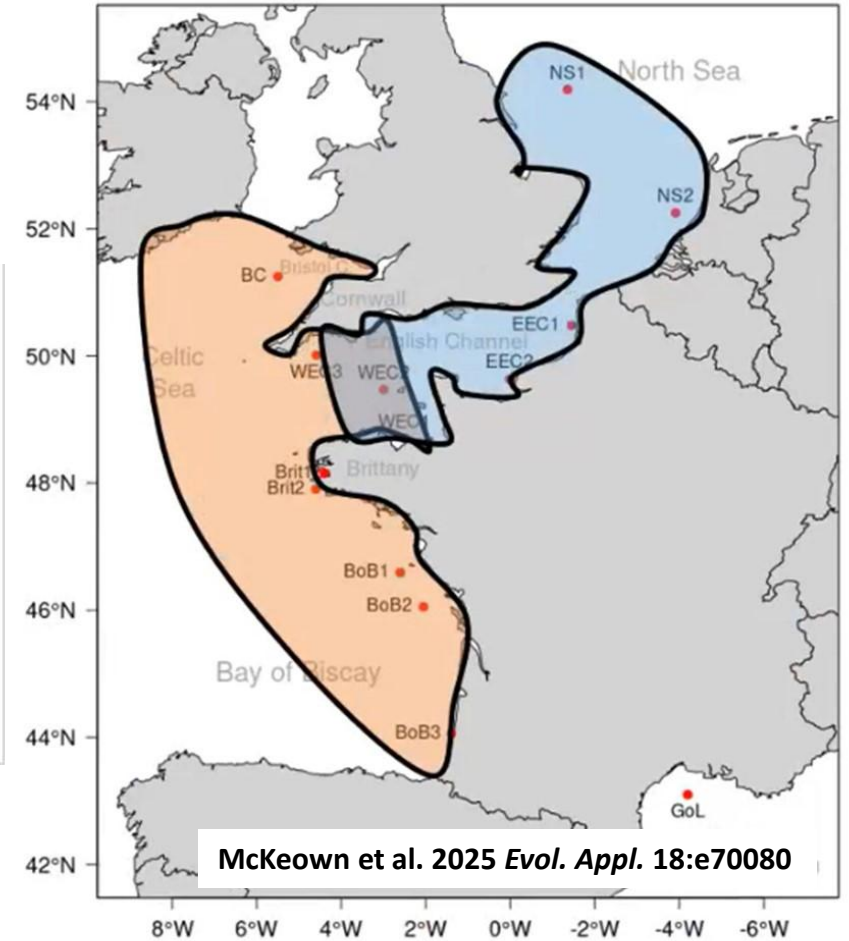 North Sea
NS1
54°N
NS2
52°N
BC
Bristol C
Cornwall
EEC1
English Channel
50°N
EEC2
Celtic
Sea
WEC3
WEC2
WEC1
Brit1
Brittany
48°N
Brit2
BoB1
BoB2
46°N
Bay of Biscay
BoB3
44°N
GoL
McKeown et al. 2025 Evol. Appl. 18:e70080
42°N
8°W
6°W
4°W
2°W
0°W
-2°W
-4°W
-6°W